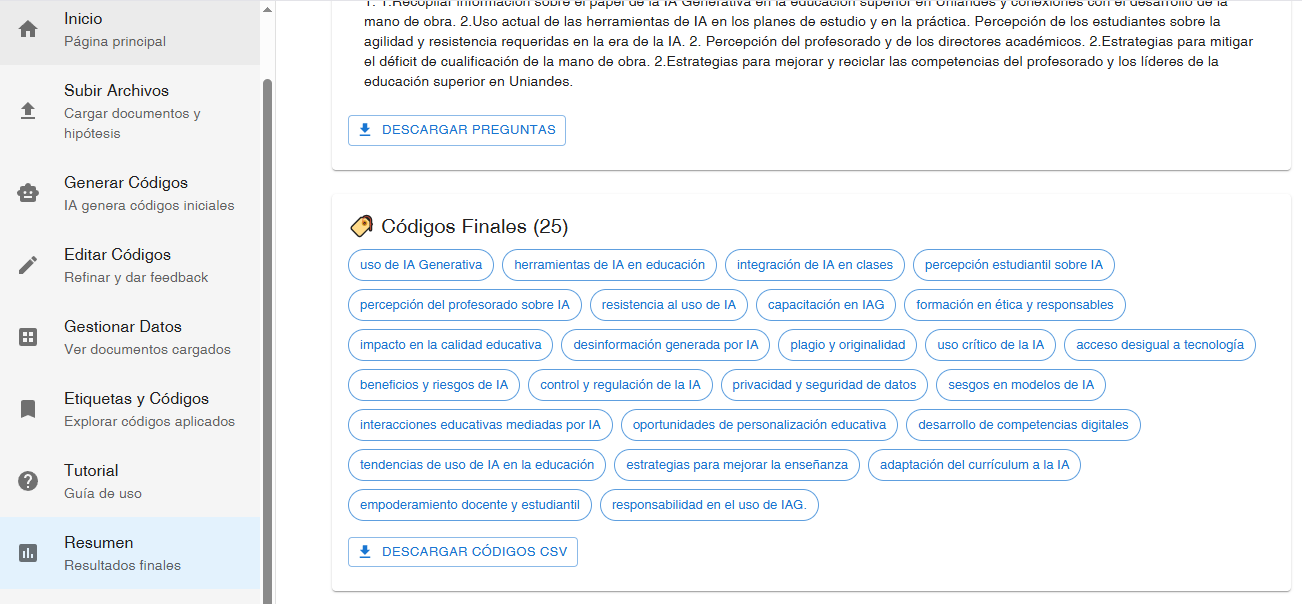 Inicio
Página principal
Subir Archivos
Cargar documentos y
hipótesis
Generar Códigos
IA genera códigos iniciales
Editar Códigos
Refinar y dar feedback
Gestionar Datos
Ver documentos cargados
Etiquetas y Códigos
Explorar códigos aplicados
Tutorial
Guía de uso
Resumen
Resultados finales
1. 1.Recopilar información sobre el papel de la IA Generativa en la educación superior en Uniandes y conexiones con el desarrollo de la
mano de obra. 2.Uso actual de las herramientas de IA en los planes de estudio y en la práctica. Percepción de los estudiantes sobre la
agilidad y resistencia requeridas en la era de la IA. 2. Percepción del profesorado y de los directores académicos. 2.Estrategias para mitigar
el déficit de cualificación de la mano de obra. 2.Estrategias para mejorar y reciclar las competencias del profesorado y los líderes de la
educación superior en Uniandes.
DESCARGAR PREGUNTAS
Códigos Finales (25)
uso de IA Generativa herramientas de IA en educación integración de IA en clases percepción estudiantil sobre IA
percepción del profesorado sobre IA resistencia al uso de IA capacitación en IAG formación en ética y responsables
impacto en la calidad educativa desinformación generada por IA plagio y originalidad uso crítico de la IA acceso desigual a tecnología
beneficios y riesgos de IA control y regulación de la IA privacidad y seguridad de datos sesgos en modelos de IA
interacciones educativas mediadas por IA oportunidades de personalización educativa desarrollo de competencias digitales
tendencias de uso de IA en la educación estrategias para mejorar la enseñanza adaptación del currículum a la IA
empoderamiento docente y estudiantil responsabilidad en el uso de IAG.
DESCARGAR CÓDIGOS CSV